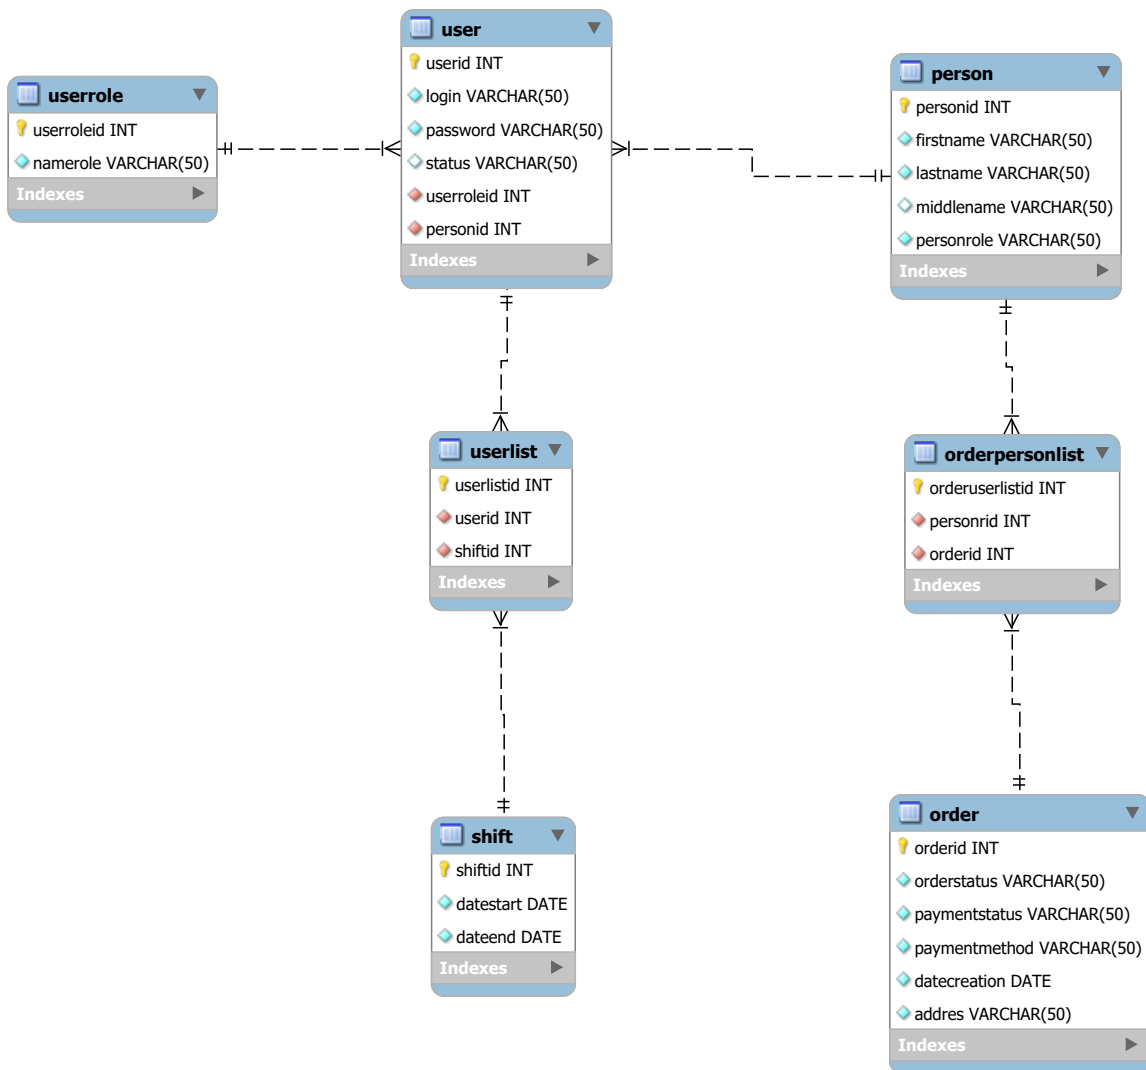 user
userid INT
login VARCHAR(50)
password VARCHAR(50)
status VARCHAR(50)
userroleid INT
personid INT
Indexes
userrole
userroleid INT
namerole VARCHAR(50)
Indexes
person
personid INT
firstname VARCHAR(50)
lastname VARCHAR(50)
middlename VARCHAR(50)
personrole VARCHAR(50)
Indexes
userlist
userlistid INT
userid INT
shiftid INT
Indexes
orderpersonlist
orderuserlistid INT
personrid INT
orderid INT
Indexes
shift
shiftid INT
datestart DATE
dateend DATE
Indexes
order
orderid INT
orderstatus VARCHAR(50)
paymentstatus VARCHAR(50)
paymentmethod VARCHAR(50)
datecreation DATE
addres VARCHAR(50)
Indexes